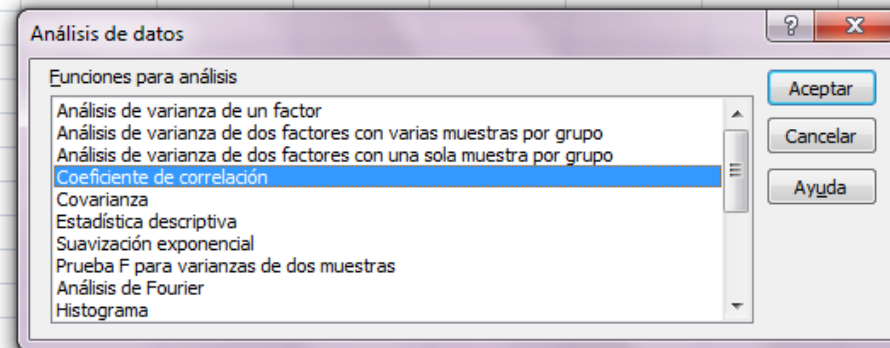 Análisis de datos
Funciones para análisis
Análisis de varianza de un factor
Análisis de varianza de dos factores con varias muestras por grupo
Análisis de varianza de dos factores con una sola muestra por grupo
Coeficiente de correlación
Covarianza
Estadística descriptiva
Suavización exponencial
Prueba F para varianzas de dos muestras
Análisis de Fourier
Histograma
Aceptar
Cancelar
Ayuda